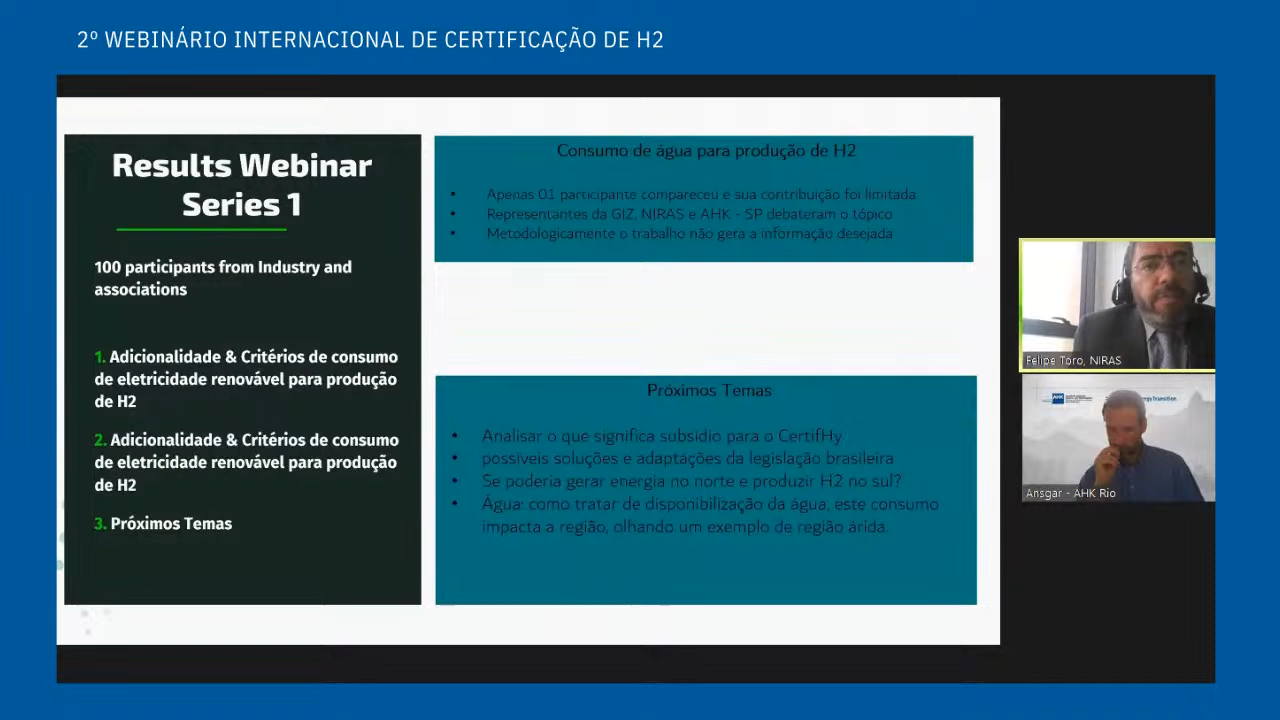 2º WEBINÁRIO INTERNACIONAL DE CERTIFICAÇÃO DE H2
Results Webinar
Series 1
100 participants from Industry and
associations
1. Adicionalidade & Critérios de consumo
de eletricidade renovável para produção
de H2
2. Adicionalidade & Critérios de consumo
de eletricidade renovável para produção
de H2
3. Próximos Temas
Consumo de água para produção de H2
• Apenas 01 participante compareceu e sua contribuição foi limitada
• Representantes da GIZ, NIRAS e AHK - SP debateram o tópico
• Metodologicamente o trabalho não gera a informação desejada
Próximos Temas
• Analisar o que significa subsidio para o CertifHy
• possíveis soluções e adaptações da legislação brasileira
• Se poderia gerar energia no norte e produzir H2 no sul?
• Água: como tratar de disponibilização da água, este consumo
impacta a região, olhando um exemplo de região árida.
Felipe Toro, NIRAS
AHK
Ansgar - AHK Rio